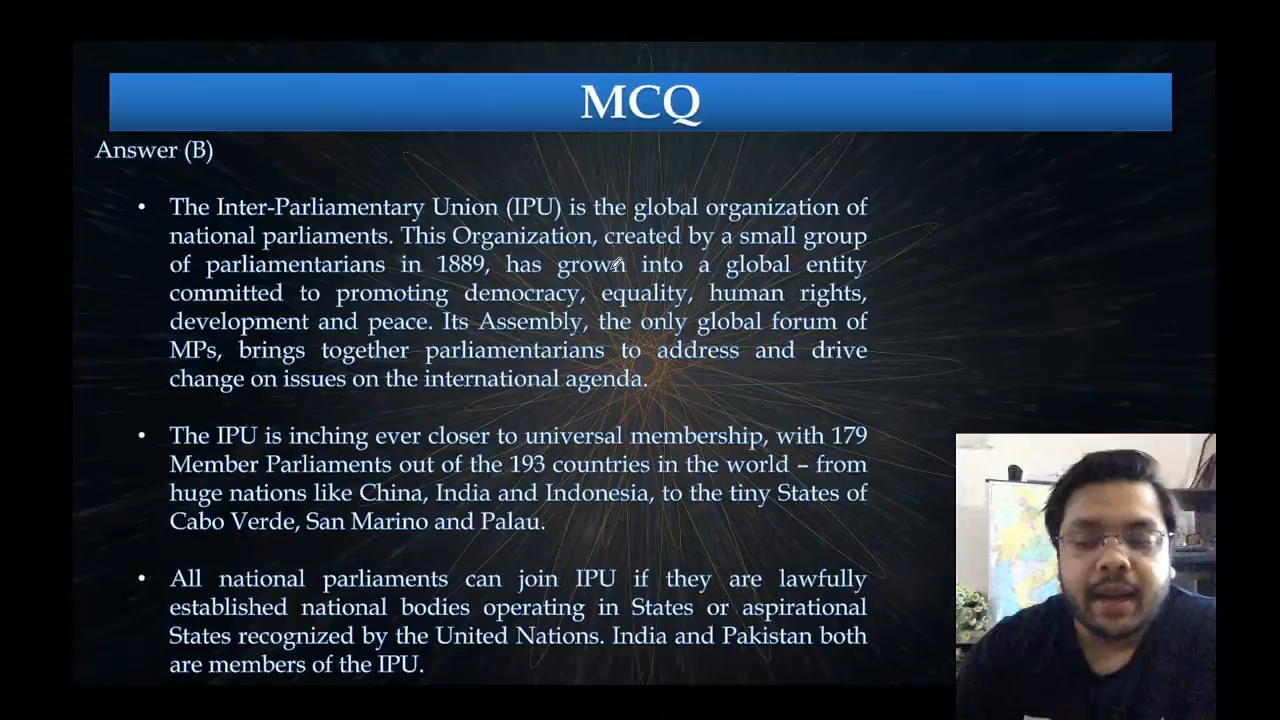 MCQ
Answer (B)
• The Inter-Parliamentary Union (IPU) is the global organization of
national parliaments. This Organization, created by a small group
of parliamentarians in 1889, has grown into a global entity
committed to promoting democracy, equality, human rights,
development and peace. Its Assembly, the only global forum of
MPs, brings together parliamentarians to address and drive
change on issues on the international agenda.
• The IPU is inching ever closer to universal membership, with 179
Member Parliaments out of the 193 countries in the world – from
huge nations like China, India and Indonesia, to the tiny States of
Cabo Verde, San Marino and Palau.
• All national parliaments can join IPU if they are lawfully
established national bodies operating in States or aspirational
States recognized by the United Nations. India and Pakistan both
are members of the IPU.